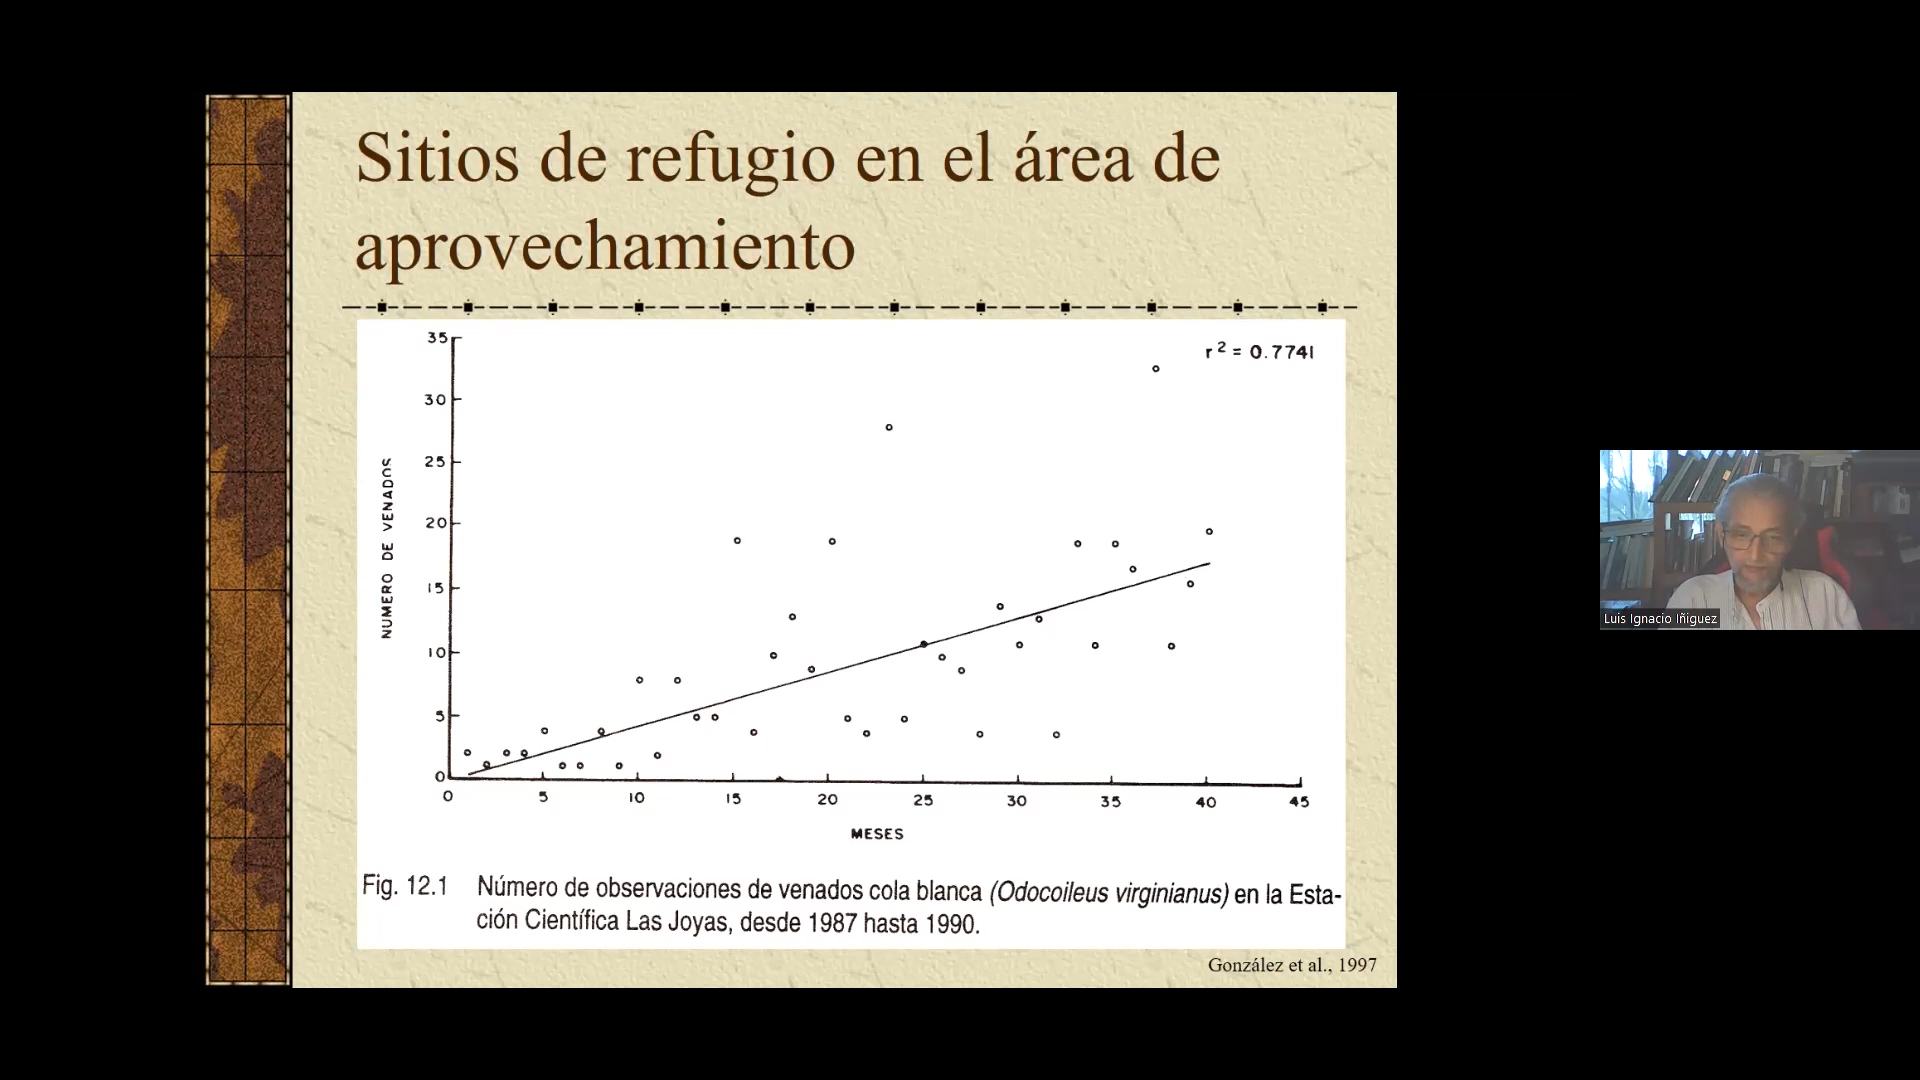 Sitios de refugio en el área de
aprovechamiento
r² = 0.7741
35
30
25
20
15
10
5
0
NUMERO DE VENADOS
0 5 10 15 20 25 30 35 40 45
MESES
Fig. 12.1 Número de observaciones de venados cola blanca (Odocoileus virginianus) en la Esta-
ción Científica Las Joyas, desde 1987 hasta 1990.
González et al., 1997
Luis Ignacio Iñiguez